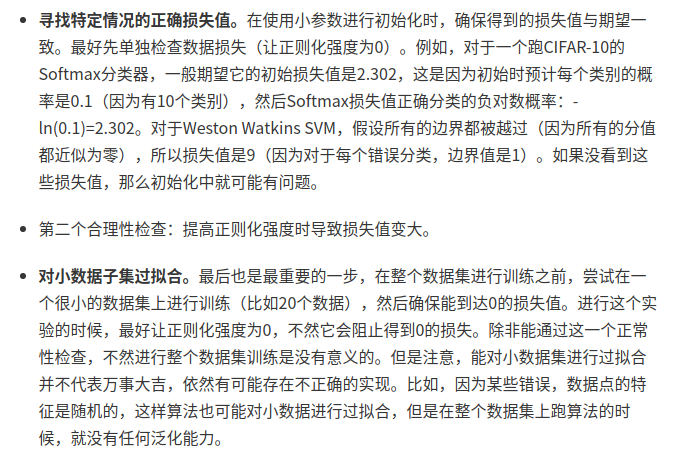 寻找特定情况的正确损失值。在使用小参数进行初始化时，确保得到的损失值与期望一
致。最好先单独检查数据损失（让正则化强度为0）。例如，对于一个跑CIFAR-10的
Softmax分类器，一般期望它的初始损失值是2.302，这是因为初始时预计每个类别的概
率是0.1（因为有10个类别），然后Softmax损失值正确分类的负对数概率：-
ln(0.1)=2.302。对于Weston Watkins SVM，假设所有的边界都被越过（因为所有的分值
都近似为零），所以损失值是9（因为对于每个错误分类，边界值是1）。如果没看到这
些损失值，那么初始化中就可能有问题。
第二个合理性检查：提高正则化强度时导致损失值变大。
对小数据子集过拟合。最后也是最重要的一步，在整个数据集进行训练之前，尝试在一
个很小的数据集上进行训练（比如20个数据），然后确保能到达0的损失值。进行这个实
验的时候，最好让正则化强度为0，不然它会阻止得到0的损失。除非能通过这一个正常
性检查，不然进行整个数据集训练是没有意义的。但是注意，能对小数据集进行过拟合
并不代表万事大吉，依然有可能存在不正确的实现。比如，因为某些错误，数据点的特
征是随机的，这样算法也可能对小数据进行过拟合，但是在整个数据集上跑算法的时
候，就没有任何泛化能力。